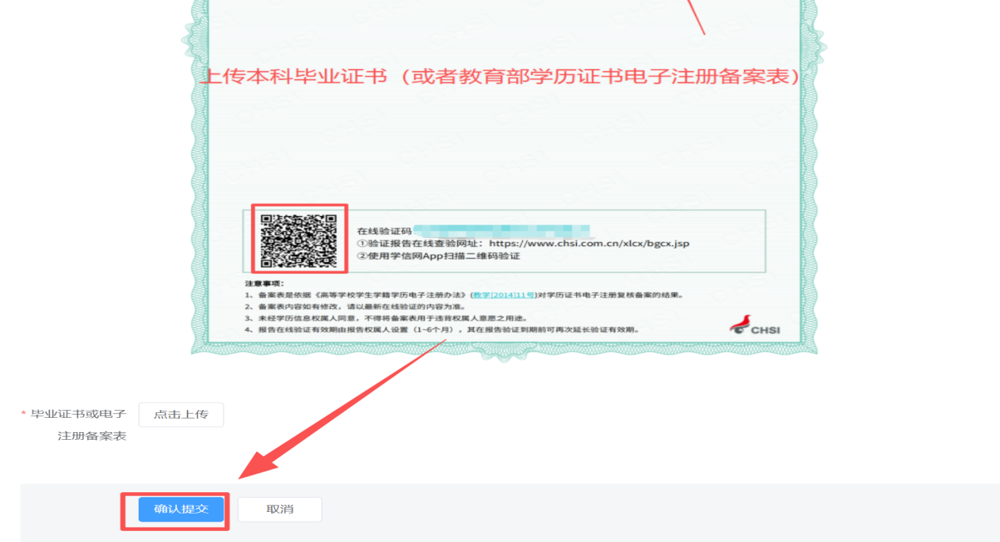 上传本科毕业证书（或者教育部学历证书电子注册备案表）
在线验证码
①验证报告在线查验网址：https://www.chsi.com.cn/xlcx/bgcx.jsp
②使用学信网App扫描二维码验证
注意事项：
1、备案表是依据《高等学校学生学籍学历电子注册办法》(教学[2014]11号)对学历证书电子注册复核备案的结果。
2、备案表内容如有修改，请以最新在线验证的内容为准。
3、未经学历信息权属人同意，不得将备案表用于违背权属人意愿之用途。
4、报告在线验证有效期由报告权属人设置（1~6个月），其在报告验证到期前可再次延长验证有效期。
CHSI
* 毕业证书或电子 点击上传
注册备案表
确认提交 取消